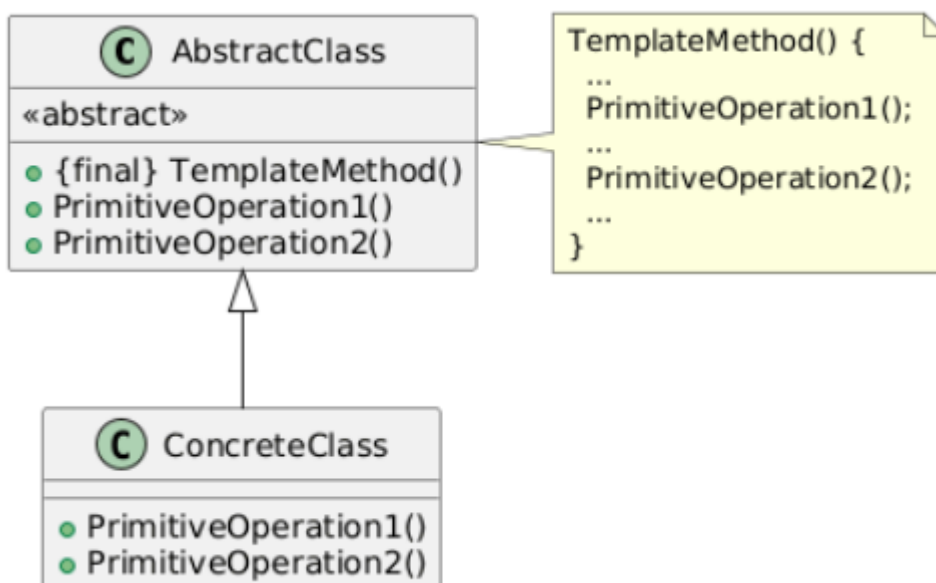 C AbstractClass
«abstract»
{final} TemplateMethod()
PrimitiveOperation1()
PrimitiveOperation2()
TemplateMethod() {
...
PrimitiveOperation1();
...
PrimitiveOperation2();
...
}
C ConcreteClass
PrimitiveOperation1()
PrimitiveOperation2()